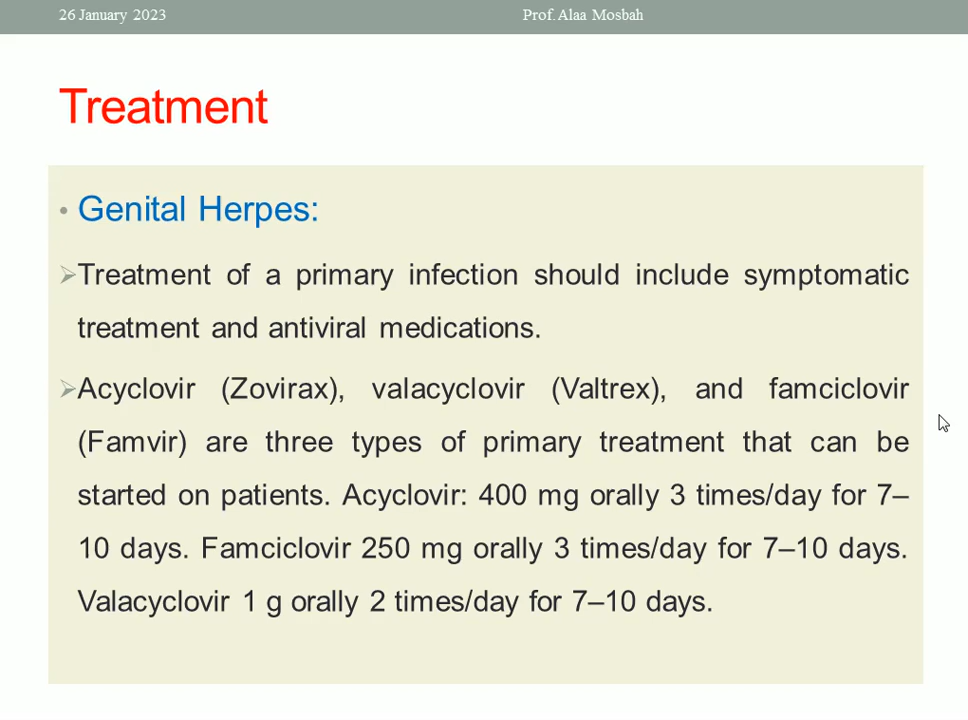 26 January 2023 Prof. Alaa Mosbah
Treatment
• Genital Herpes:
➢Treatment of a primary infection should include symptomatic
treatment and antiviral medications.
➢Acyclovir (Zovirax), valacyclovir (Valtrex), and famciclovir
(Famvir) are three types of primary treatment that can be
started on patients. Acyclovir: 400 mg orally 3 times/day for 7–
10 days. Famciclovir 250 mg orally 3 times/day for 7–10 days.
Valacyclovir 1 g orally 2 times/day for 7–10 days.